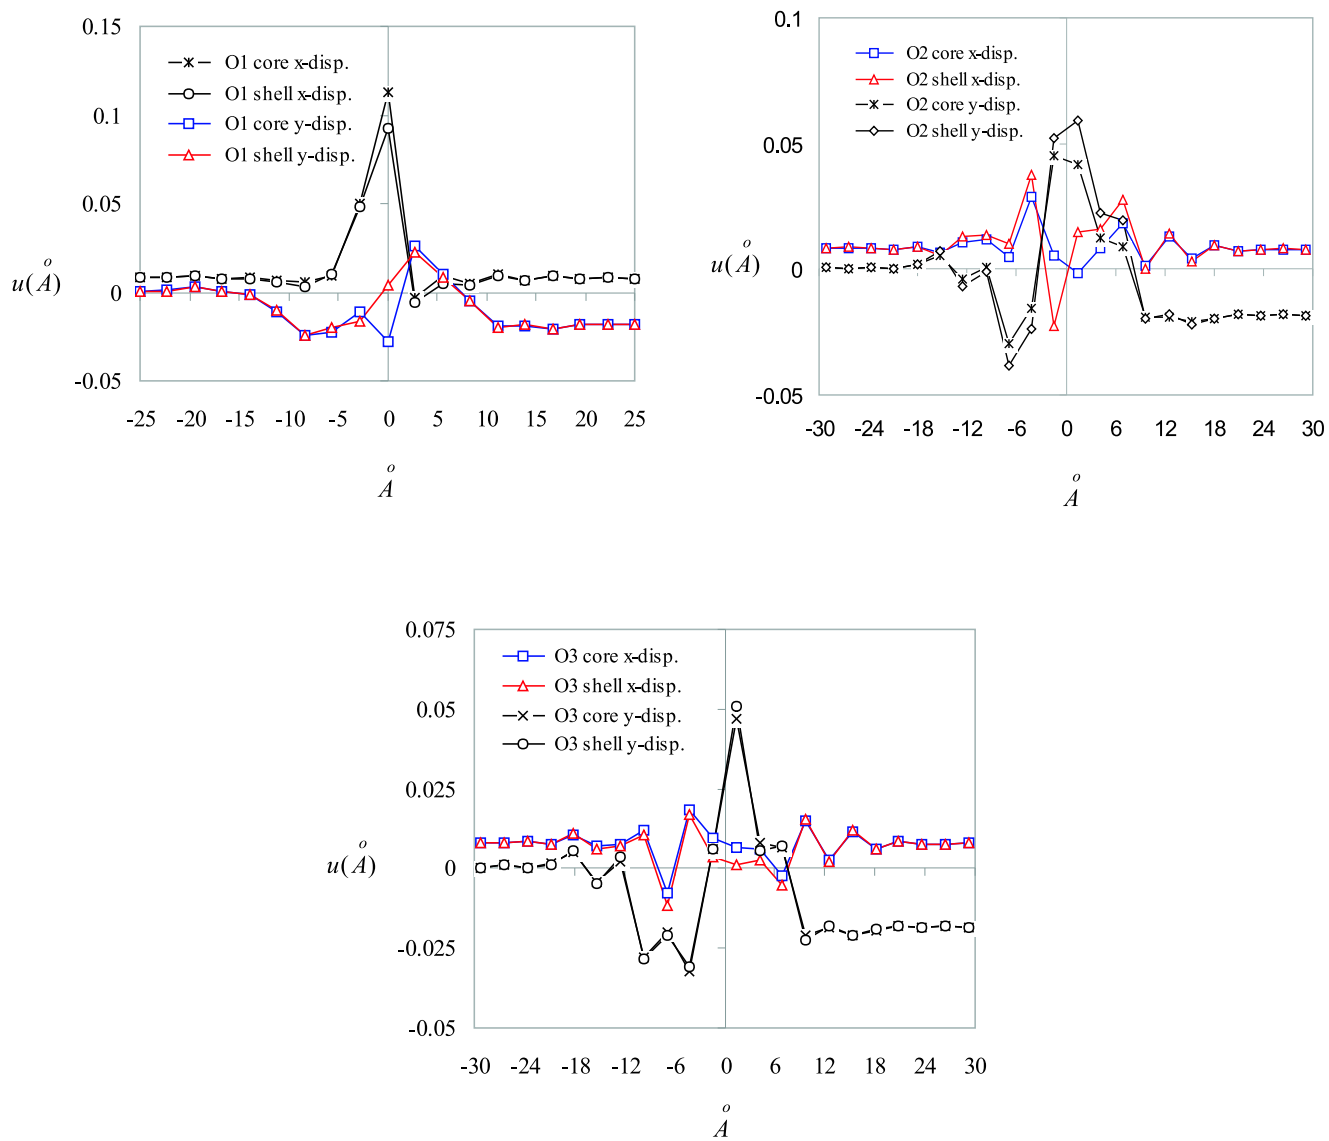 0.15
0.1
0.05
0
-0.05
O1 core x-disp.
O1 shell x-disp.
O1 core y-disp.
O1 shell y-disp.
u(Å)
-25 -20 -15 -10 -5 0 5 10 15 20 25
Å
0.1
0.05
0
-0.05
O2 core x-disp.
O2 shell x-disp.
O2 core y-disp.
O2 shell y-disp.
u(Å)
-30 -24 -18 -12 -6 0 6 12 18 24 30
Å
0.075
0.05
0.025
0
-0.025
-0.05
O3 core x-disp.
O3 shell x-disp.
O3 core y-disp.
O3 shell y-disp.
u(Å)
-30 -24 -18 -12 -6 0 6 12 18 24 30
Å